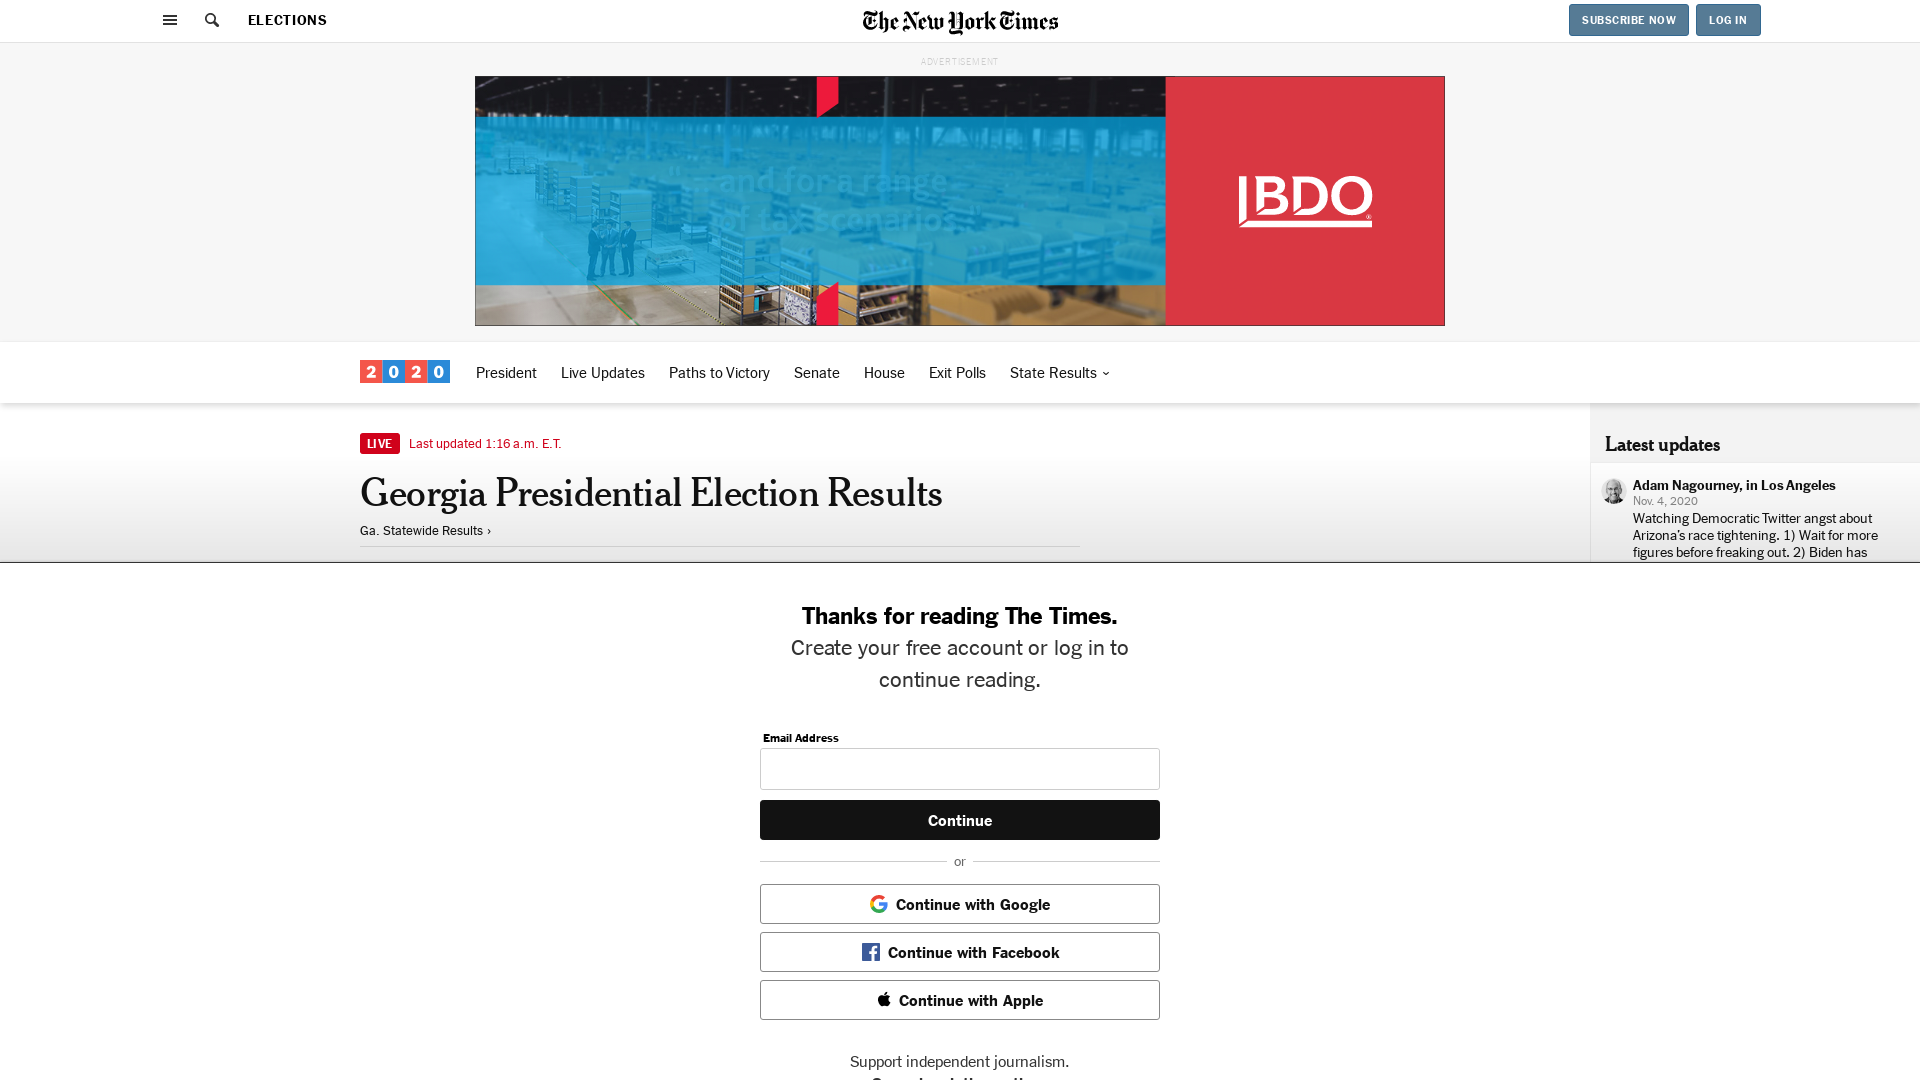 ELECTIONS
The New York Times
SUBSCRIBE NOW
LOG IN
ADVERTISEMENT
...and for a range
of tax scenarios.
BDO
2020
President
Live Updates
Paths to Victory
Senate
House
Exit Polls
State Results
LIVE
Last updated 1:16 a.m. E.T.
Georgia Presidential Election Results
Ga. Statewide Results ›
Latest updates
Adam Nagourney, in Los Angeles
Nov. 4, 2020
Watching Democratic Twitter angst about
Arizona's race tightening. 1) Wait for more
figures before freaking out. 2) Biden has
Thanks for reading The Times.
Create your free account or log in to
continue reading.
Email Address
Continue
or
Continue with Google
Continue with Facebook
Continue with Apple
Support independent journalism.